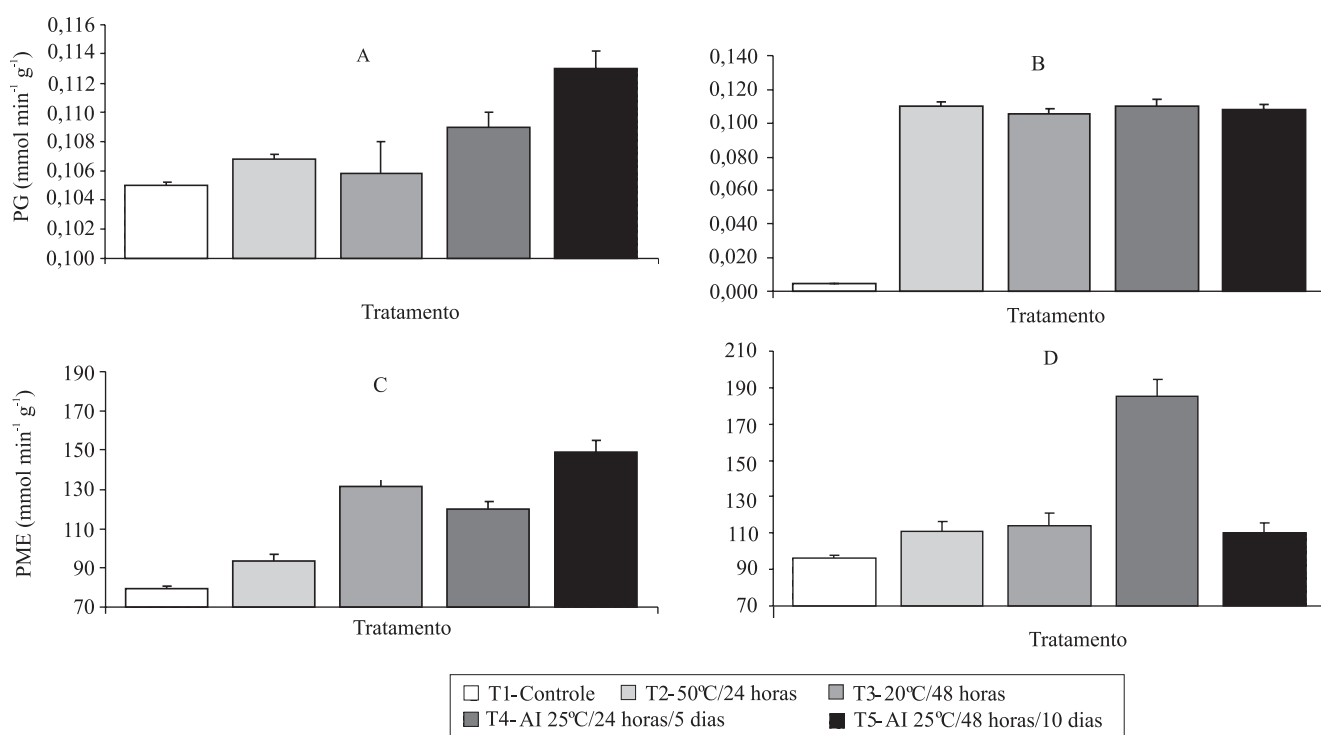 A
PG (mmol min⁻¹ g⁻¹)
0,116
0,114
0,112
0,110
0,108
0,106
0,104
0,102
0,100
Tratamento
B
0,140
0,120
0,100
0,080
0,060
0,040
0,020
0,000
Tratamento
C
PME (mmol min⁻¹ g⁻¹)
190
170
150
130
110
90
70
Tratamento
D
210
190
170
150
130
110
90
70
Tratamento
T1-Controle T2-50ºC/24 horas T3-20ºC/48 horas
T4- AI 25ºC/24 horas/5 dias T5- AI 25ºC/48 horas/10 dias